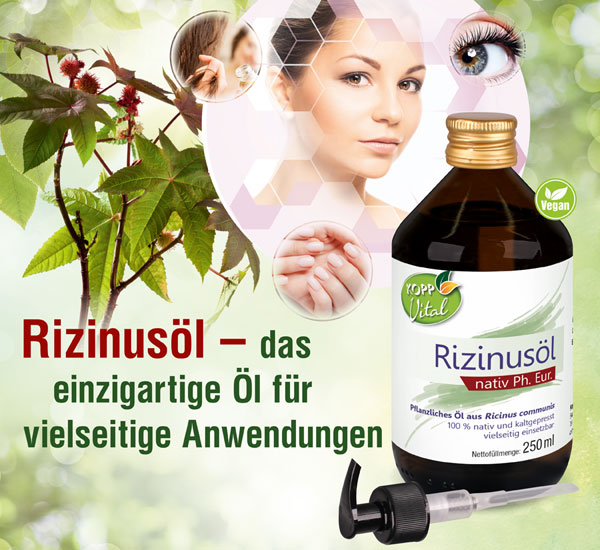 Vegan
KOPP
Vital
Rizinusöl
nativ Ph. Eur.
Pflanzliches Öl aus Ricinus communis
100 % nativ und kaltgepresst
vielseitig einsetzbar
Nettofüllmenge: 250 ml
Rizinusöl – das
einzigartige Öl für
vielseitige Anwendungen